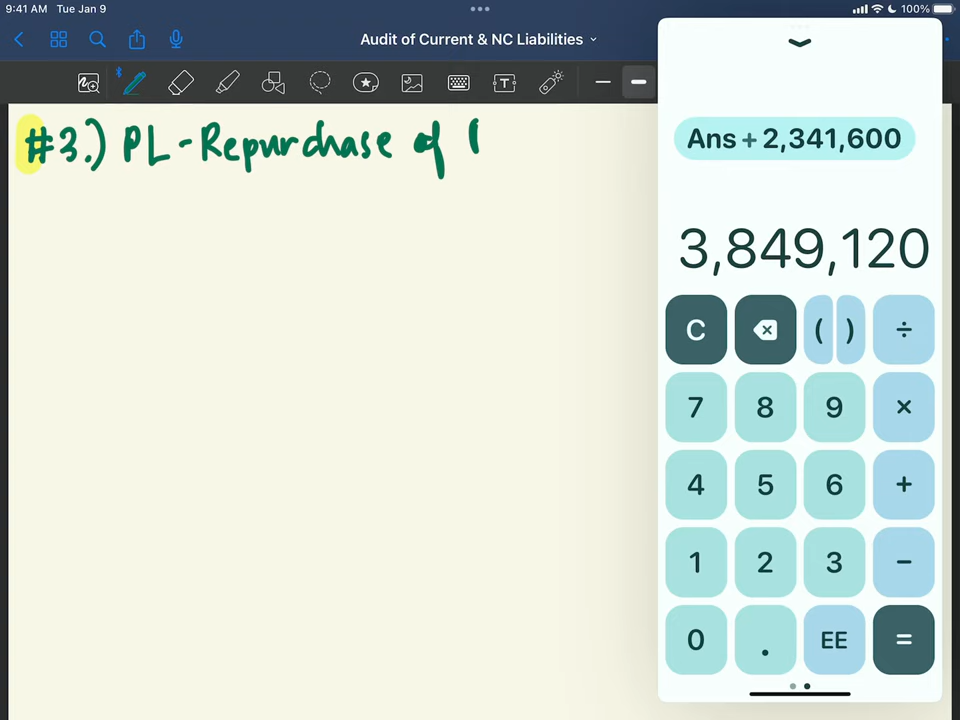 9:41 AM Tue Jan 9
100%
Audit of Current & NC Liabilities
#3.) PL - Repurchase of
Ans + 2,341,600
3,849,120
C ( ) ÷
7 8 9 ×
4 5 6 +
1 2 3 −
0 . EE =